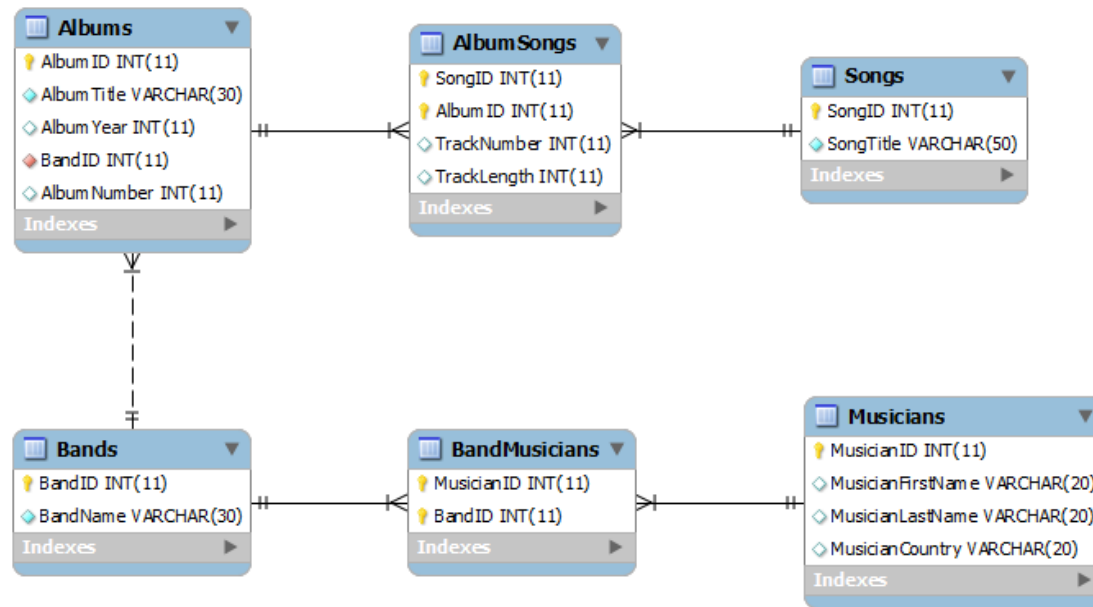 Albums
AlbumID INT(11)
AlbumTitle VARCHAR(30)
AlbumYear INT(11)
BandID INT(11)
AlbumNumber INT(11)
Indexes
AlbumSongs
SongID INT(11)
AlbumID INT(11)
TrackNumber INT(11)
TrackLength INT(11)
Indexes
Songs
SongID INT(11)
SongTitle VARCHAR(50)
Indexes
Bands
BandID INT(11)
BandName VARCHAR(30)
Indexes
BandMusicians
MusicianID INT(11)
BandID INT(11)
Indexes
Musicians
MusicianID INT(11)
MusicianFirstName VARCHAR(20)
MusicianLastName VARCHAR(20)
MusicianCountry VARCHAR(20)
Indexes